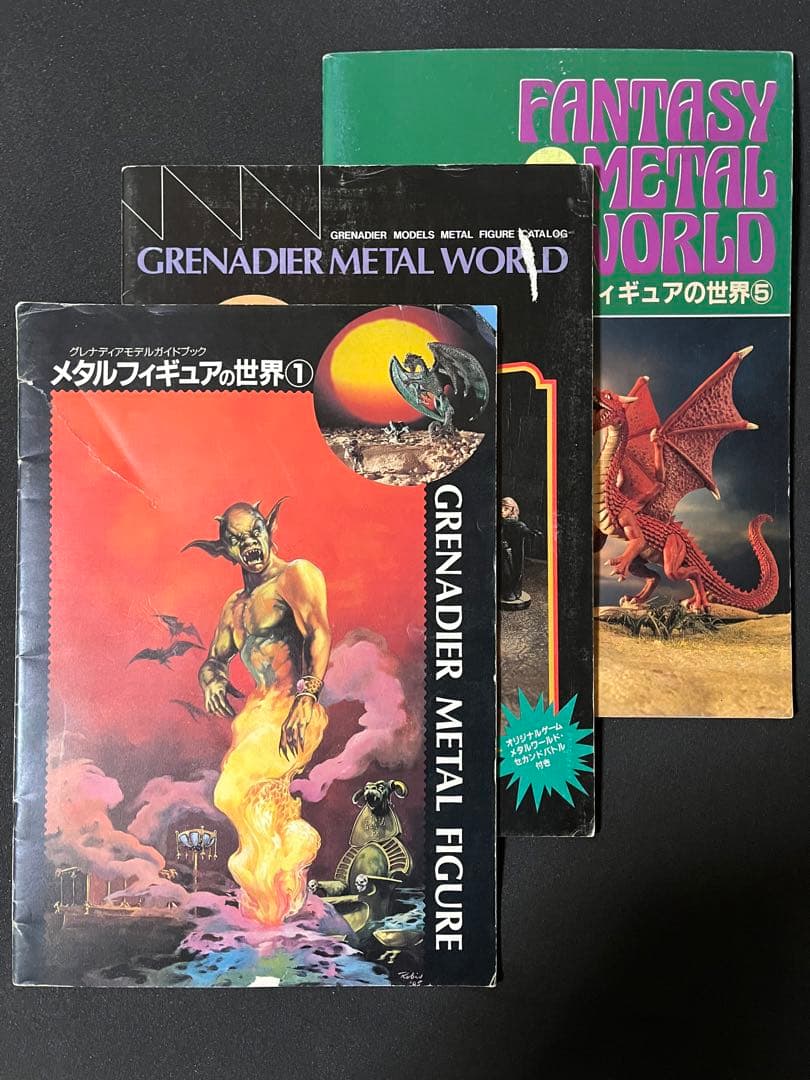 FANTASY
METAL
WORLD
ィギュアの世界⑤
GRENADIER MODELS METAL FIGURE CATALOG
GRENADIER METAL WORLD
オリジナルゲーム
メタルワールド・
セカンドバトル
付き
グレナディアモデルガイドブック
メタルフィギュアの世界①
GRENADIER METAL FIGURE